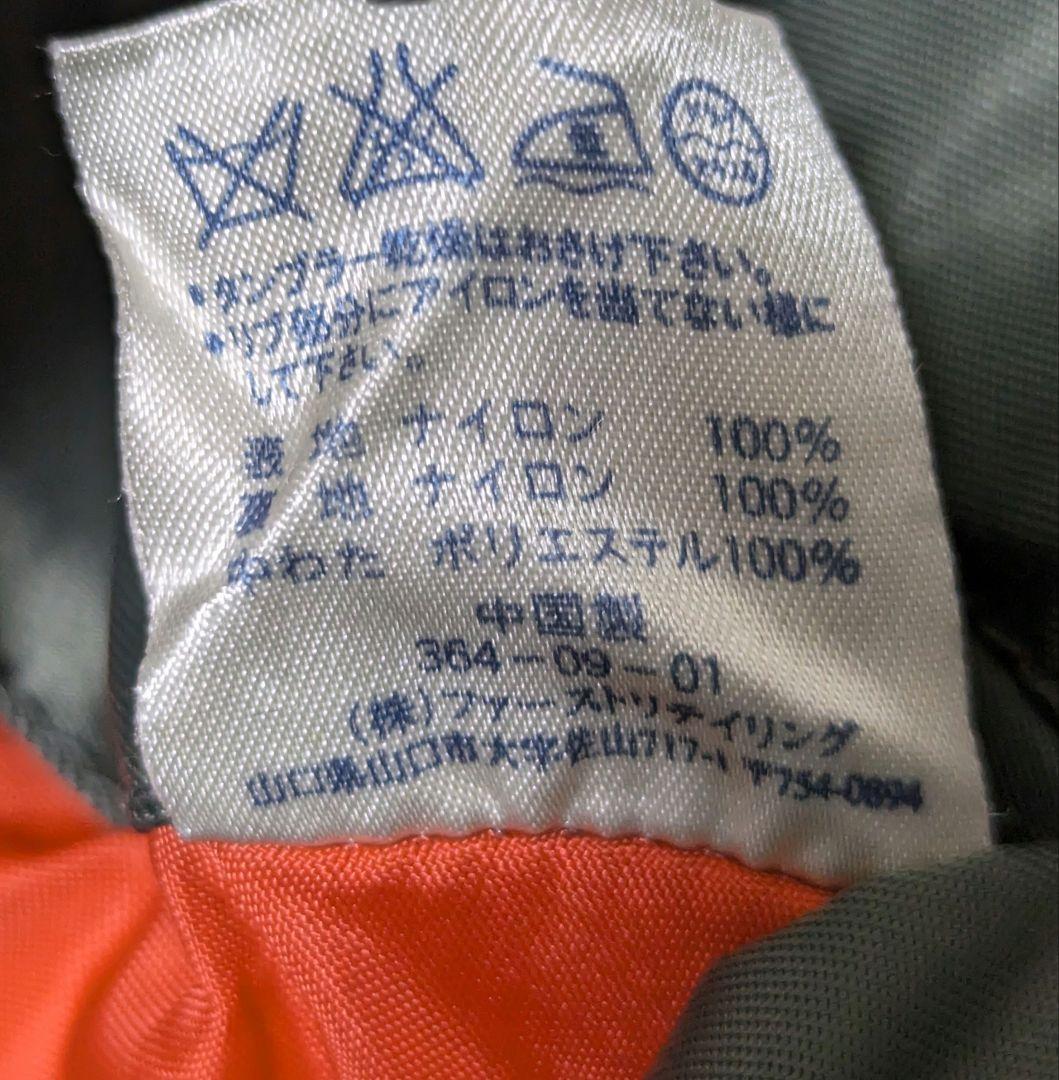 ・タンブラー乾燥はおさけ下さい。
・リブ部分にアイロンを当てない様に
して下さい。
表地 ナイロン 100%
裏地 ナイロン 100%
中わた ポリエステル100%
中国製
364-09-01
(株)ファーストリテイリング
山口県山口市大字佐山717-1 〒754-0894